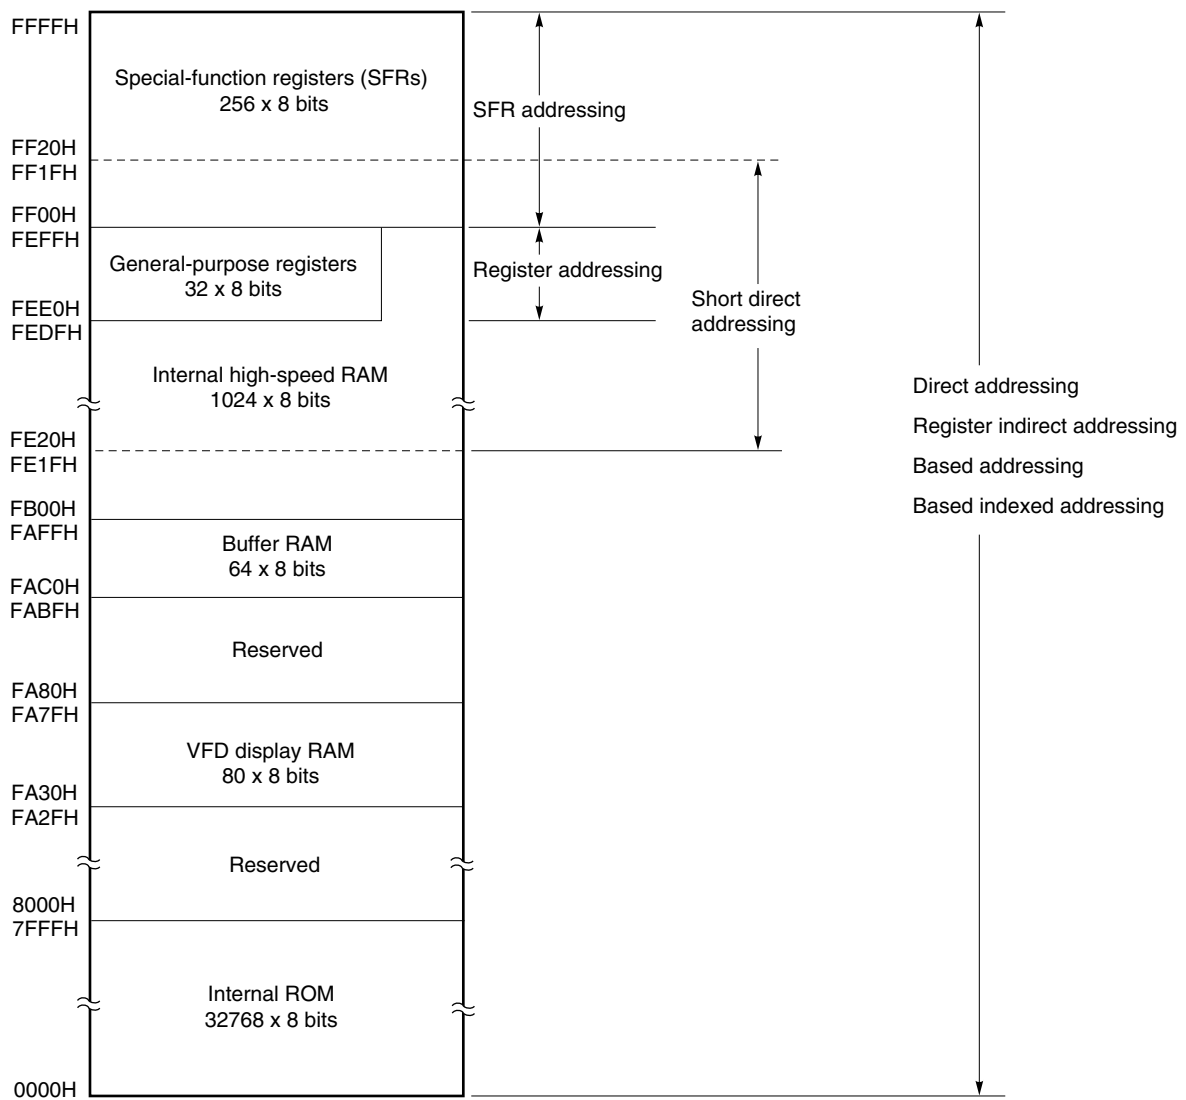 FFFFH
Special-function registers (SFRs)
256 x 8 bits
SFR addressing
FF20H
FF1FH
FF00H
FEFFH
General-purpose registers
32 x 8 bits
Register addressing
Short direct
addressing
FEE0H
FEDFH
Internal high-speed RAM
1024 x 8 bits
Direct addressing
Register indirect addressing
Based addressing
Based indexed addressing
FE20H
FE1FH
FB00H
FAFFH
Buffer RAM
64 x 8 bits
FAC0H
FABFH
Reserved
FA80H
FA7FH
VFD display RAM
80 x 8 bits
FA30H
FA2FH
Reserved
8000H
7FFFH
Internal ROM
32768 x 8 bits
0000H